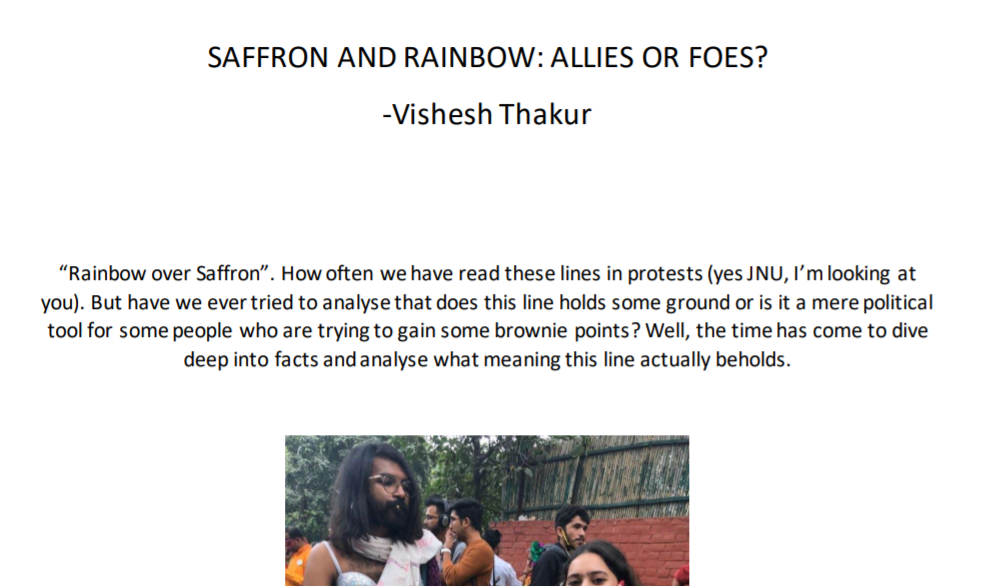 SAFFRON AND RAINBOW: ALLIES OR FOES?
-Vishesh Thakur
“Rainbow over Saffron”. How often we have read these lines in protests (yes JNU, I’m looking at
you). But have we ever tried to analyse that does this line holds some ground or is it a mere political
tool for some people who are trying to gain some brownie points? Well, the time has come to dive
deep into facts and analyse what meaning this line actually beholds.